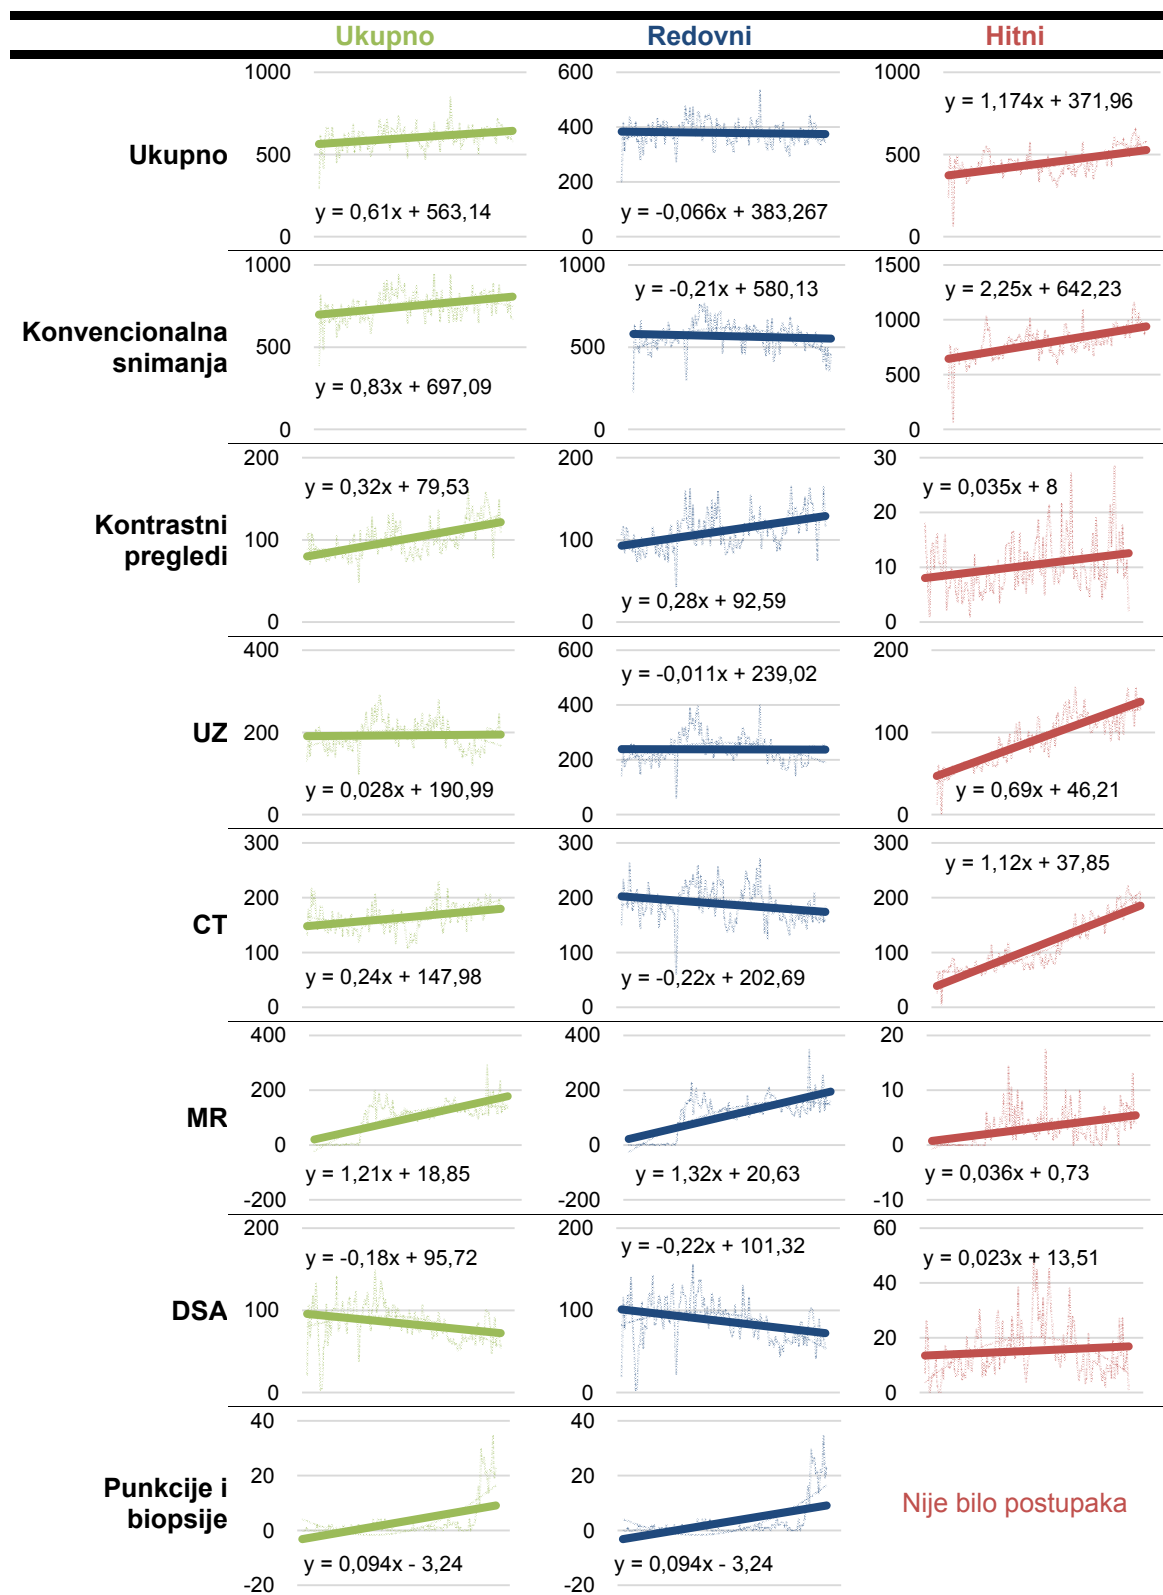 Ukupno Redovni Hitni
Ukupno
1000
500
0
y = 0,61x + 563,14
600
400
200
0
y = -0,066x + 383,267
1000
500
0
y = 1,174x + 371,96
Konvencionalna
snimanja
1000
500
0
y = 0,83x + 697,09
1000
500
0
y = -0,21x + 580,13
1500
1000
500
0
y = 2,25x + 642,23
Kontrastni
pregledi
200
100
0
y = 0,32x + 79,53
200
100
0
y = 0,28x + 92,59
30
20
10
0
y = 0,035x + 8
UZ
400
200
0
y = 0,028x + 190,99
600
400
200
0
y = -0,011x + 239,02
200
100
0
y = 0,69x + 46,21
CT
300
200
100
0
y = 0,24x + 147,98
300
200
100
0
y = -0,22x + 202,69
300
200
100
0
y = 1,12x + 37,85
MR
400
200
0
-200
y = 1,21x + 18,85
400
200
0
-200
y = 1,32x + 20,63
20
10
0
-10
y = 0,036x + 0,73
DSA
200
100
0
y = -0,18x + 95,72
200
100
0
y = -0,22x + 101,32
60
40
20
0
y = 0,023x + 13,51
Punkcije i
biopsije
40
20
0
-20
y = 0,094x - 3,24
40
20
0
-20
y = 0,094x - 3,24
Nije bilo postupaka